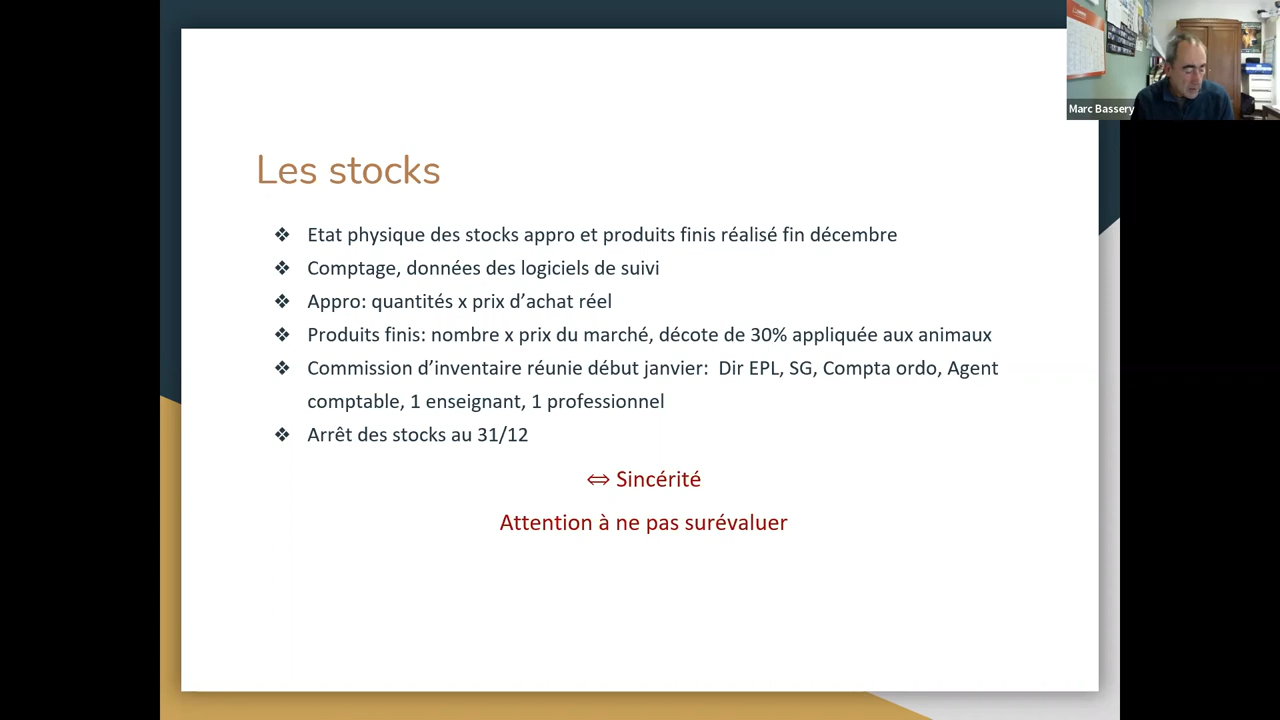 Marc Bassery
Les stocks
❖ Etat physique des stocks appro et produits finis réalisé fin décembre
❖ Comptage, données des logiciels de suivi
❖ Appro: quantités x prix d’achat réel
❖ Produits finis: nombre x prix du marché, décote de 30% appliquée aux animaux
❖ Commission d’inventaire réunie début janvier: Dir EPL, SG, Compta ordo, Agent
comptable, 1 enseignant, 1 professionnel
❖ Arrêt des stocks au 31/12
⇔ Sincérité
Attention à ne pas surévaluer